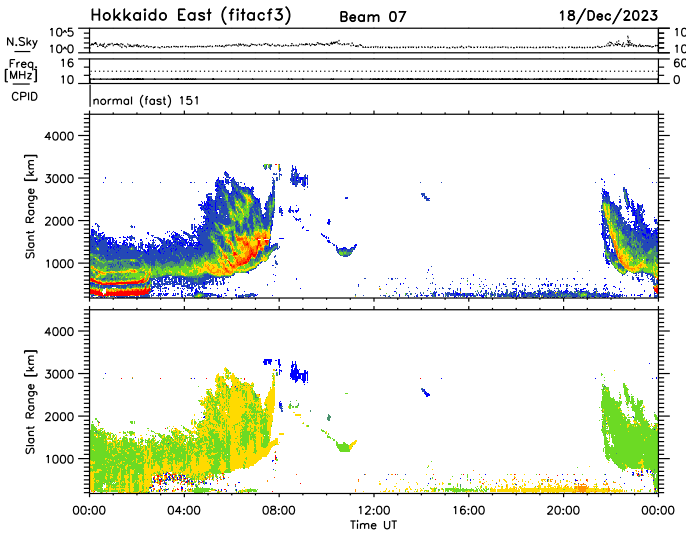 Hokkaido East (fitacf3) Beam 07 18/Dec/2023
N.Sky 10^5 10^0 10 10
Freq. [MHz] 16 10 60 0
CPID normal (fast) 151
Slant Range [km] 4000 3000 2000 1000
Slant Range [km] 4000 3000 2000 1000
00:00 04:00 08:00 12:00 16:00 20:00 00:00
Time UT